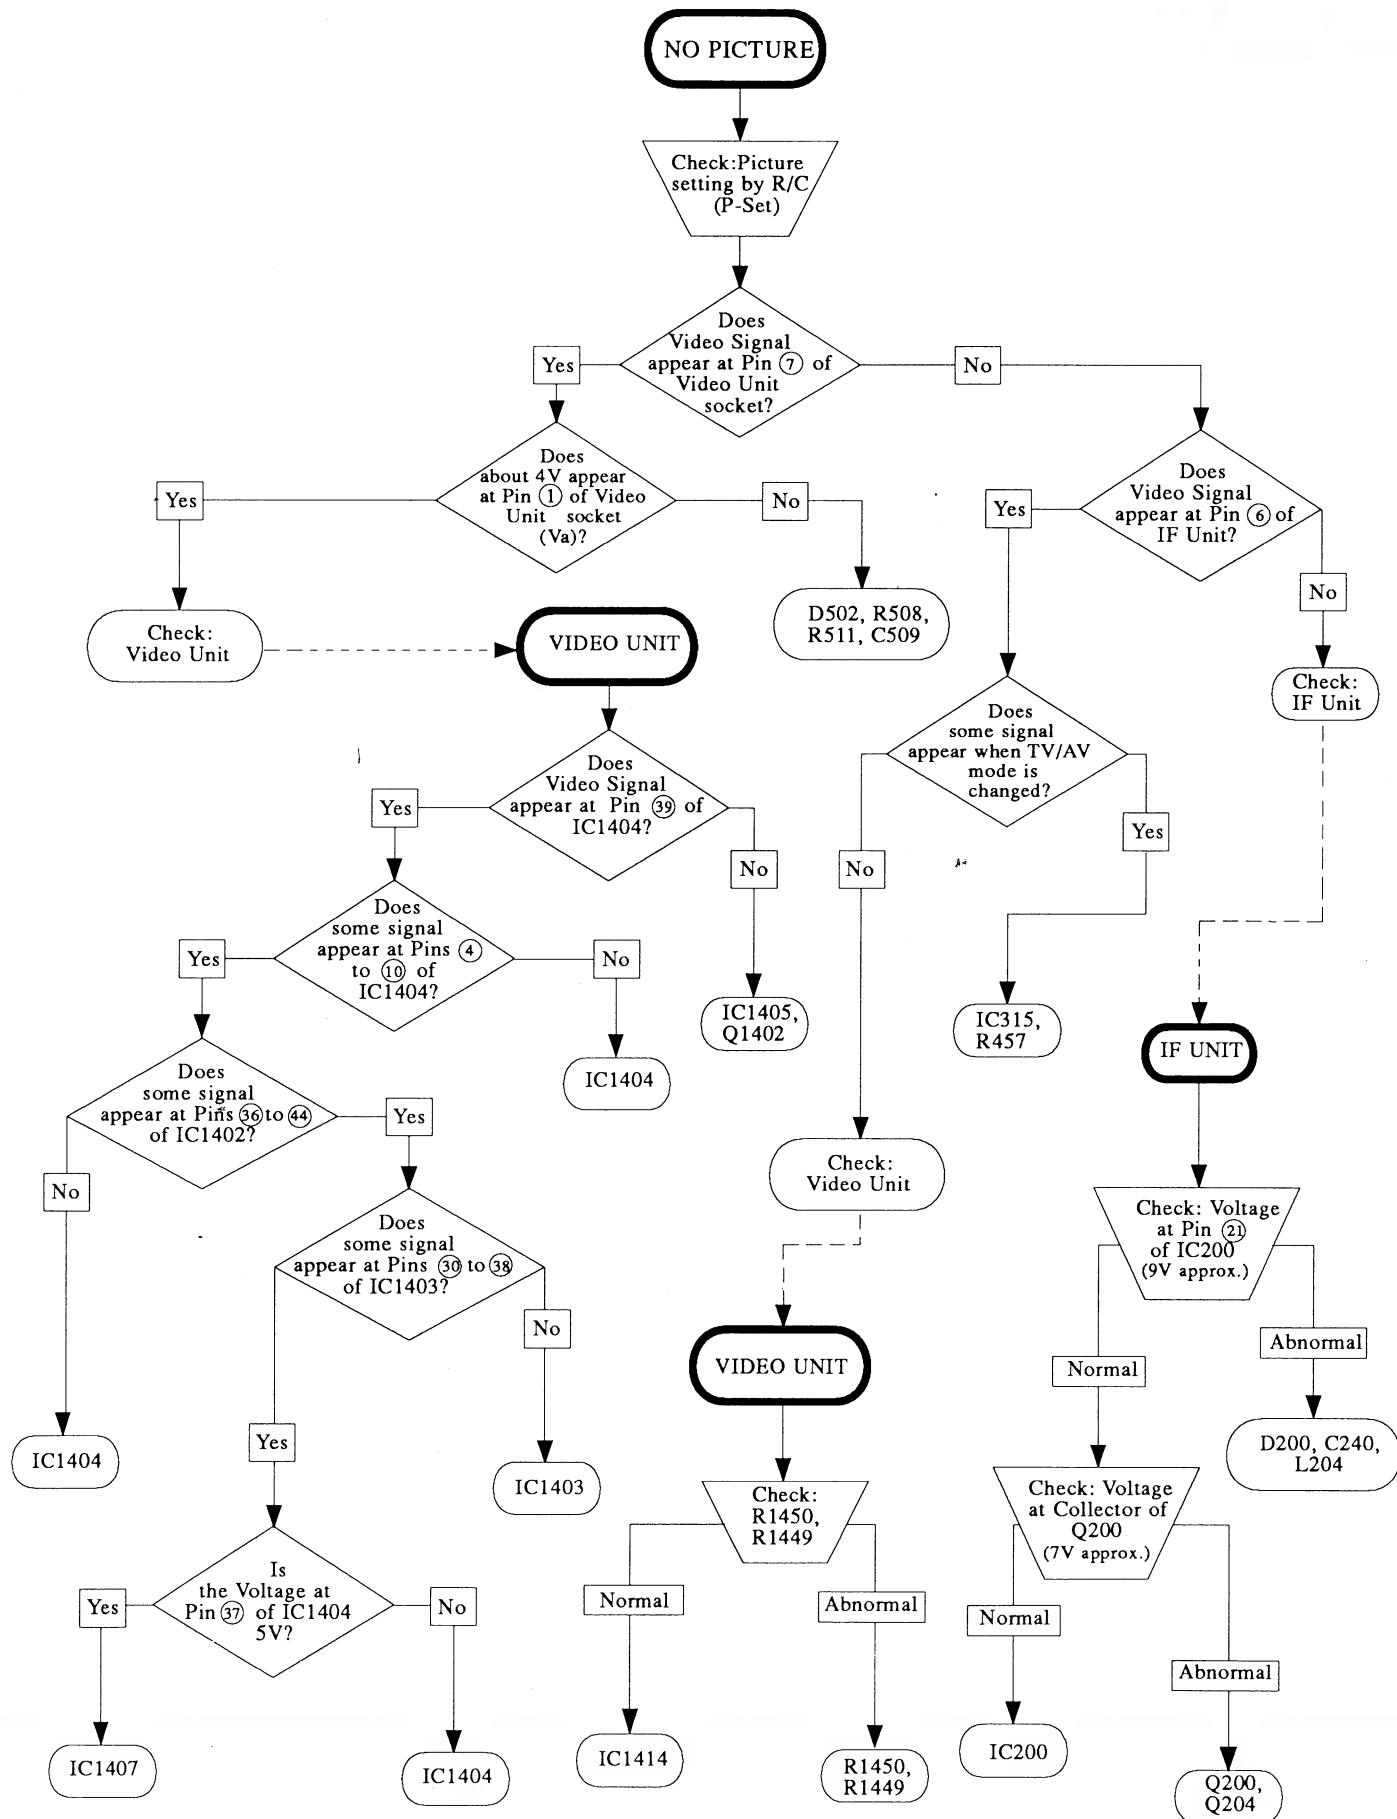 NO PICTURE
Check:Picture
setting by R/C
(P-Set)
Does
Video Signal
appear at Pin 7 of
Video Unit
socket?
Yes
No
Does
about 4V appear
at Pin 1 of Video
Unit socket
(Va)?
Yes
No
Does
Video Signal
appear at Pin 6 of
IF Unit?
Yes
No
Check:
Video Unit
D502, R508,
R511, C509
VIDEO UNIT
Check:
IF Unit
Does
some signal
appear when TV/AV
mode is
changed?
No
Yes
Does
Video Signal
appear at Pin 39 of
IC1404?
Yes
No
Does
some signal
appear at Pins 4
to 10 of
IC1404?
Yes
No
IC1405,
Q1402
IC315,
R457
IF UNIT
IC1404
Does
some signal
appear at Pins 36 to 44
of IC1402?
No
Yes
Check:
Video Unit
Does
some signal
appear at Pins 30 to 38
of IC1403?
Yes
No
Check: Voltage
at Pin 21
of IC200
(9V approx.)
Normal
Abnormal
VIDEO UNIT
IC1404
IC1403
D200, C240,
L204
Check:
R1450,
R1449
Normal
Abnormal
Check: Voltage
at Collector of
Q200
(7V approx.)
Normal
Abnormal
Is
the Voltage at
Pin 37 of IC1404
5V?
Yes
No
IC1407
IC1404
IC1414
R1450,
R1449
IC200
Q200,
Q204